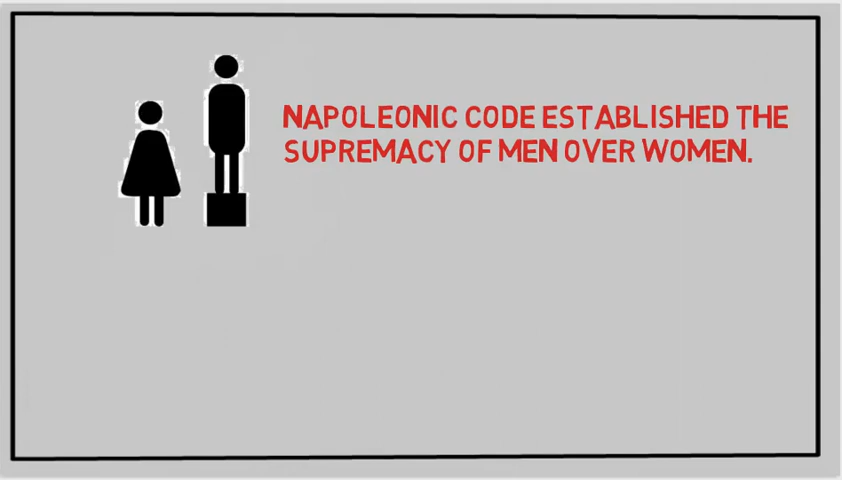 NAPOLEONIC CODE ESTABLISHED THE
SUPREMACY OF MEN OVER WOMEN.